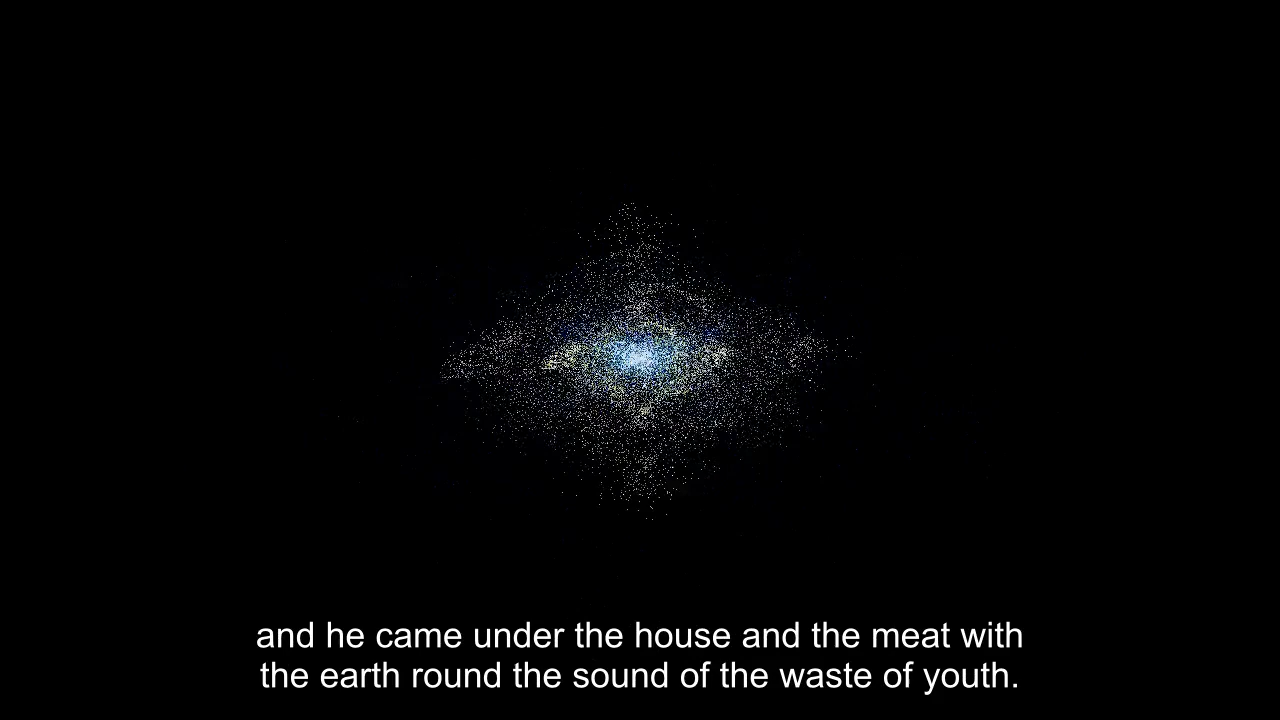 and he came under the house and the meat with
the earth round the sound of the waste of youth.